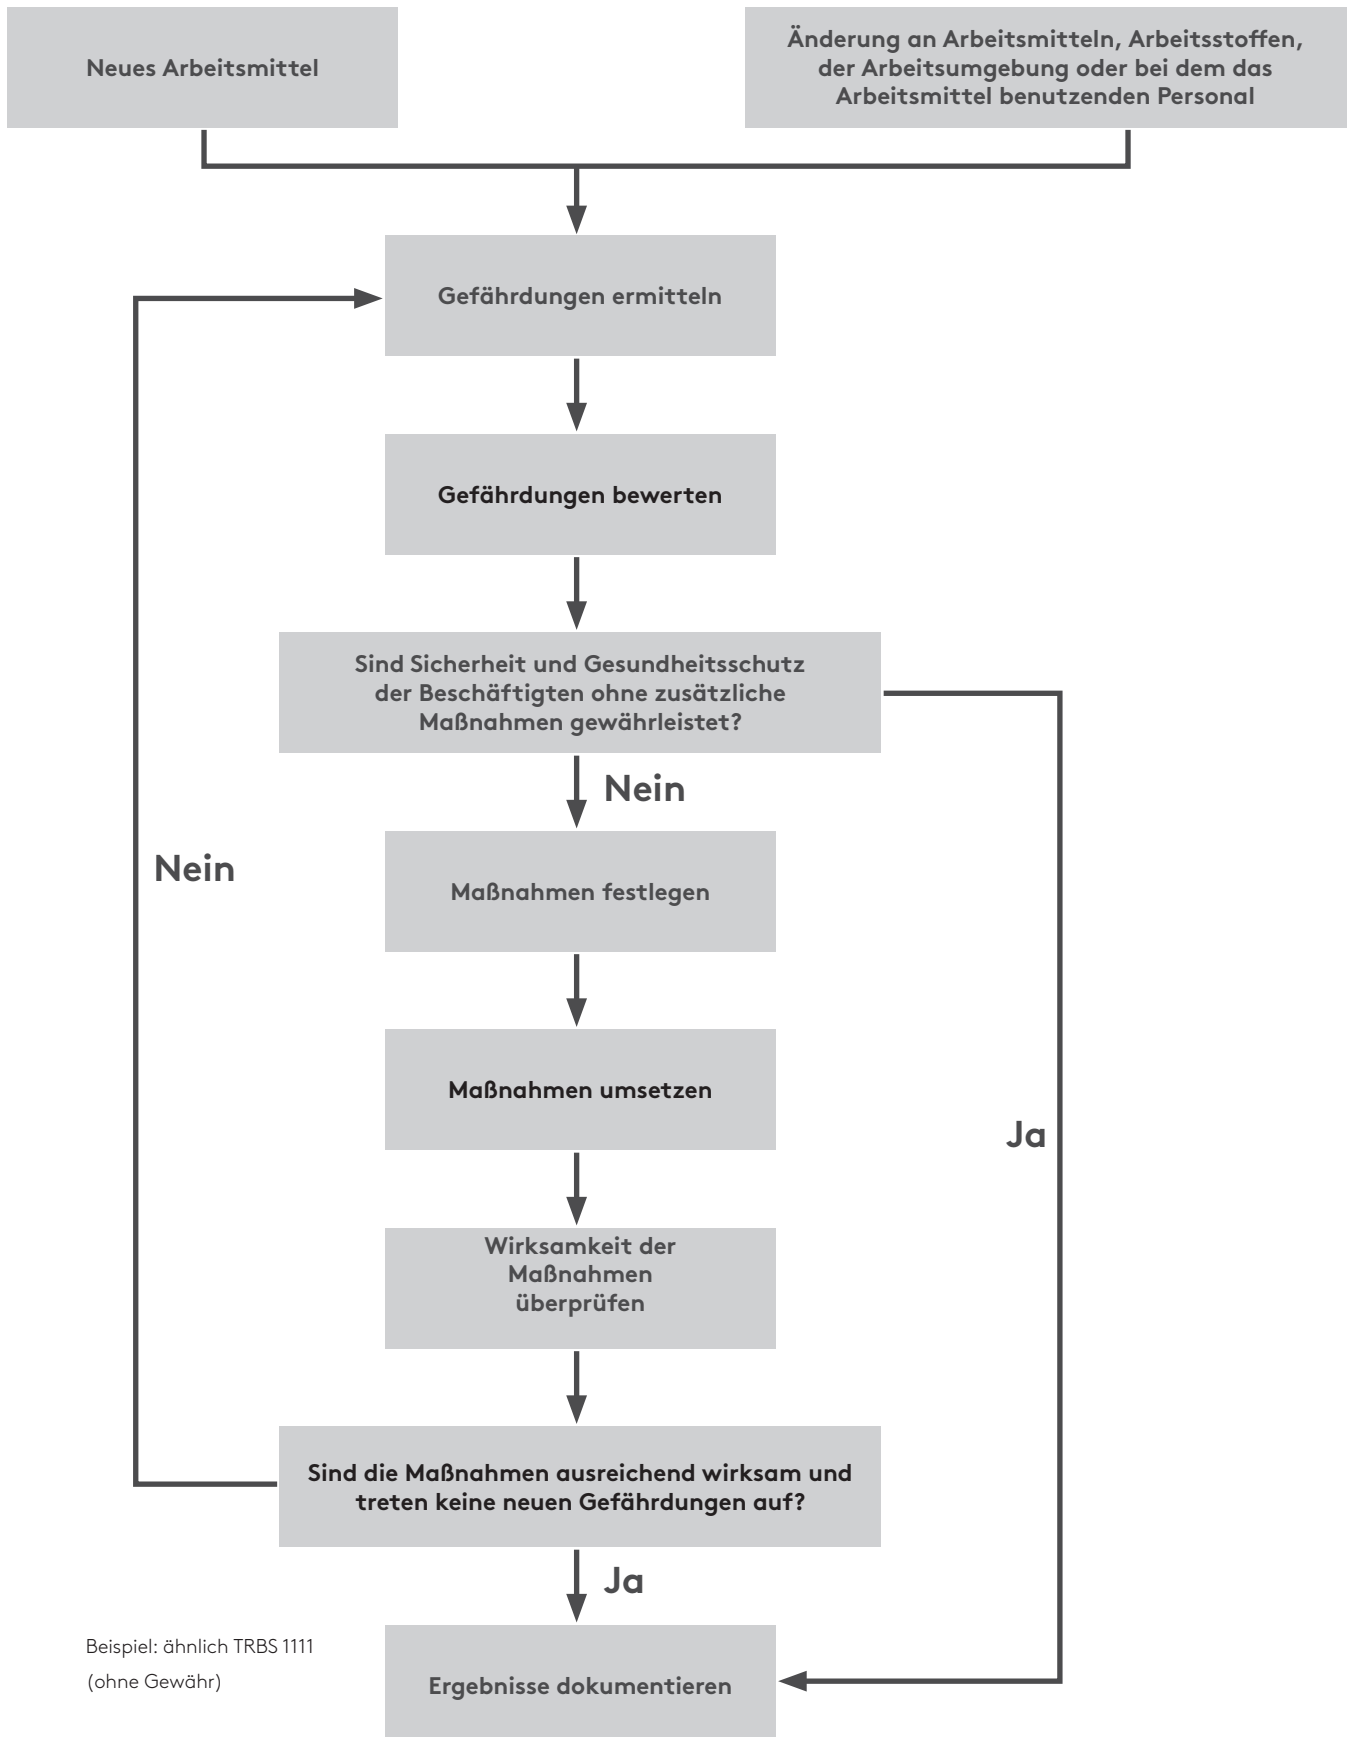 Neues Arbeitsmittel
Änderung an Arbeitsmitteln, Arbeitsstoffen,
der Arbeitsumgebung oder bei dem das
Arbeitsmittel benutzenden Personal
Gefährdungen ermitteln
Gefährdungen bewerten
Sind Sicherheit und Gesundheitsschutz
der Beschäftigten ohne zusätzliche
Maßnahmen gewährleistet?
Nein
Nein
Maßnahmen festlegen
Maßnahmen umsetzen
Ja
Wirksamkeit der
Maßnahmen
überprüfen
Sind die Maßnahmen ausreichend wirksam und
treten keine neuen Gefährdungen auf?
Ja
Beispiel: ähnlich TRBS 1111
(ohne Gewähr)
Ergebnisse dokumentieren